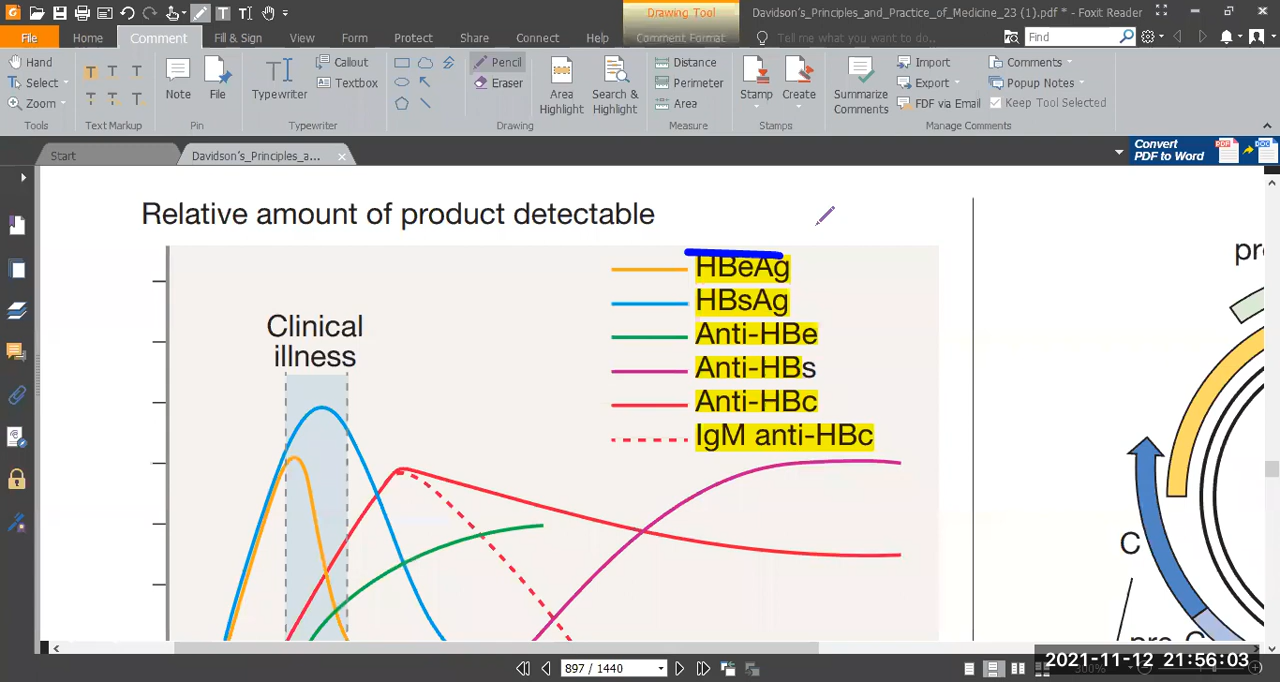 Drawing Tool
Davidson's_Principles_and_Practice_of_Medicine_23 (1).pdf * - Foxit Reader
File Home Comment Fill & Sign View Form Protect Share Connect Help Comment Format
Tell me what you want to do..
Find
Hand
Select
Zoom
Tools
Text Markup
Note
File
Pin
Typewriter
Callout
Textbox
Typewriter
Pencil
Eraser
Drawing
Area Highlight
Search & Highlight
Distance
Perimeter
Area
Measure
Stamp
Create
Stamps
Summarize Comments
Import
Export
FDF via Email
Comments
Popup Notes
Keep Tool Selected
Manage Comments
Start
Davidson's_Principles_a...
Convert
PDF to Word
Relative amount of product detectable
HBeAg
HBsAg
Anti-HBe
Anti-HBs
Anti-HBc
IgM anti-HBc
Clinical
illness
C
897 / 1440
2021-11-12 21:56:03